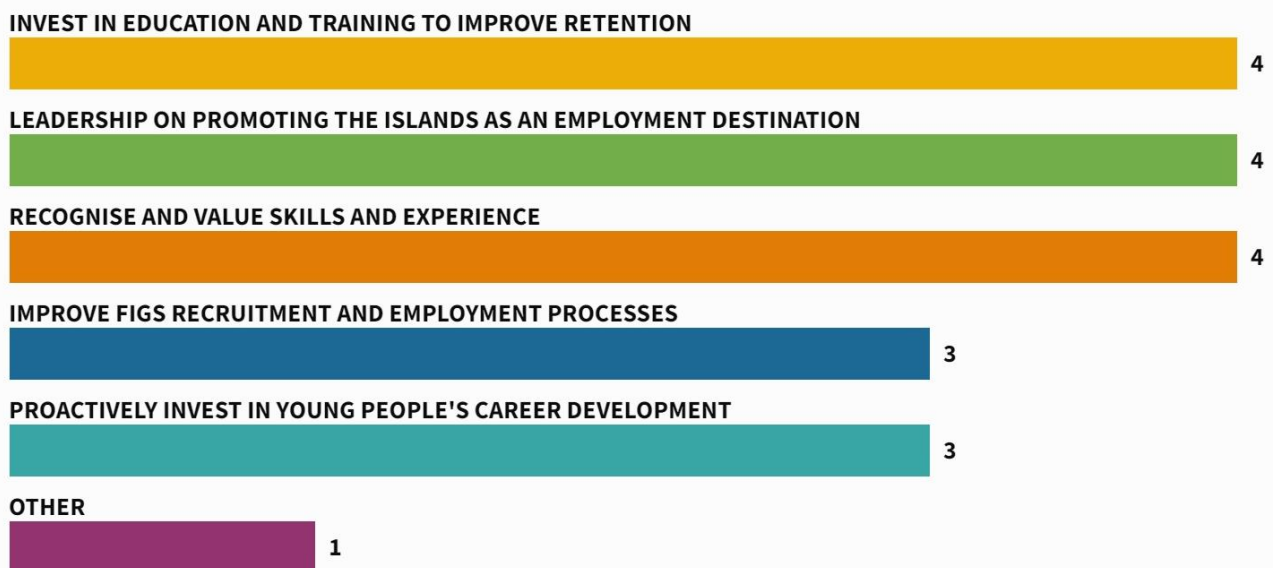 INVEST IN EDUCATION AND TRAINING TO IMPROVE RETENTION
4
LEADERSHIP ON PROMOTING THE ISLANDS AS AN EMPLOYMENT DESTINATION
4
RECOGNISE AND VALUE SKILLS AND EXPERIENCE
4
IMPROVE FIGS RECRUITMENT AND EMPLOYMENT PROCESSES
3
PROACTIVELY INVEST IN YOUNG PEOPLE'S CAREER DEVELOPMENT
3
OTHER
1